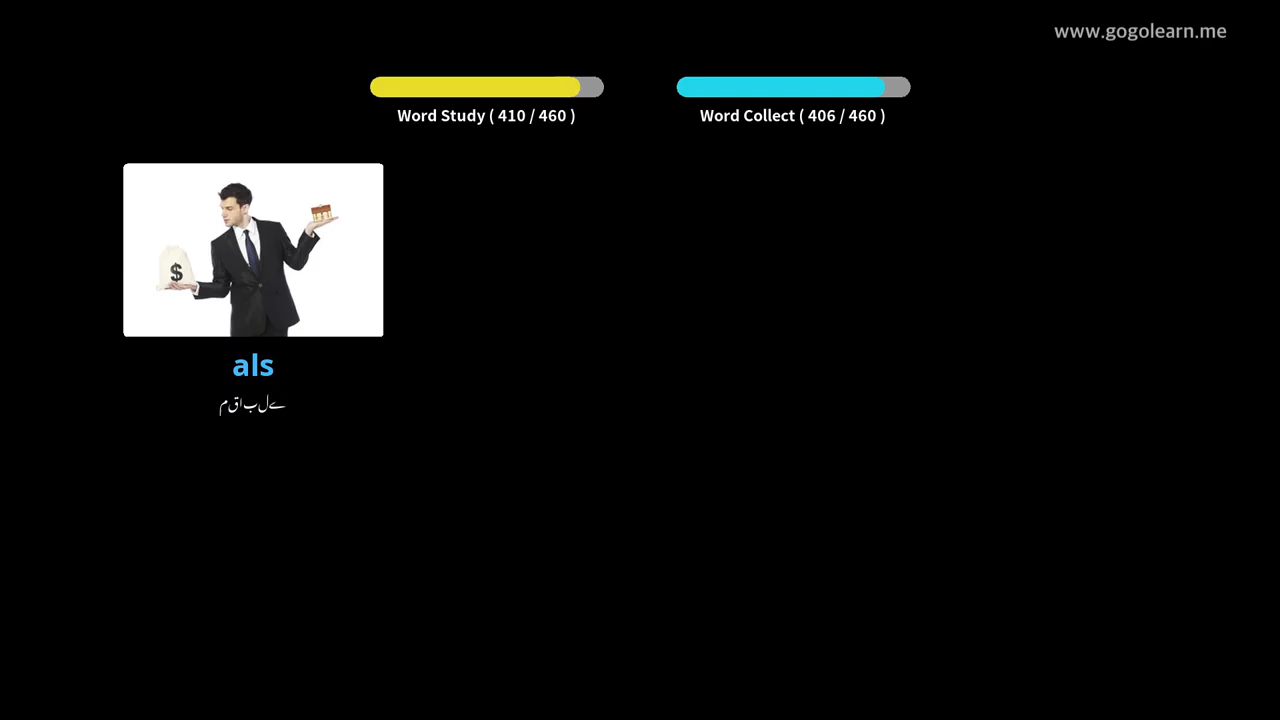 www.gogolearn.me
Word Study ( 410 / 460 )
Word Collect ( 406 / 460 )
$
als
مقابلے